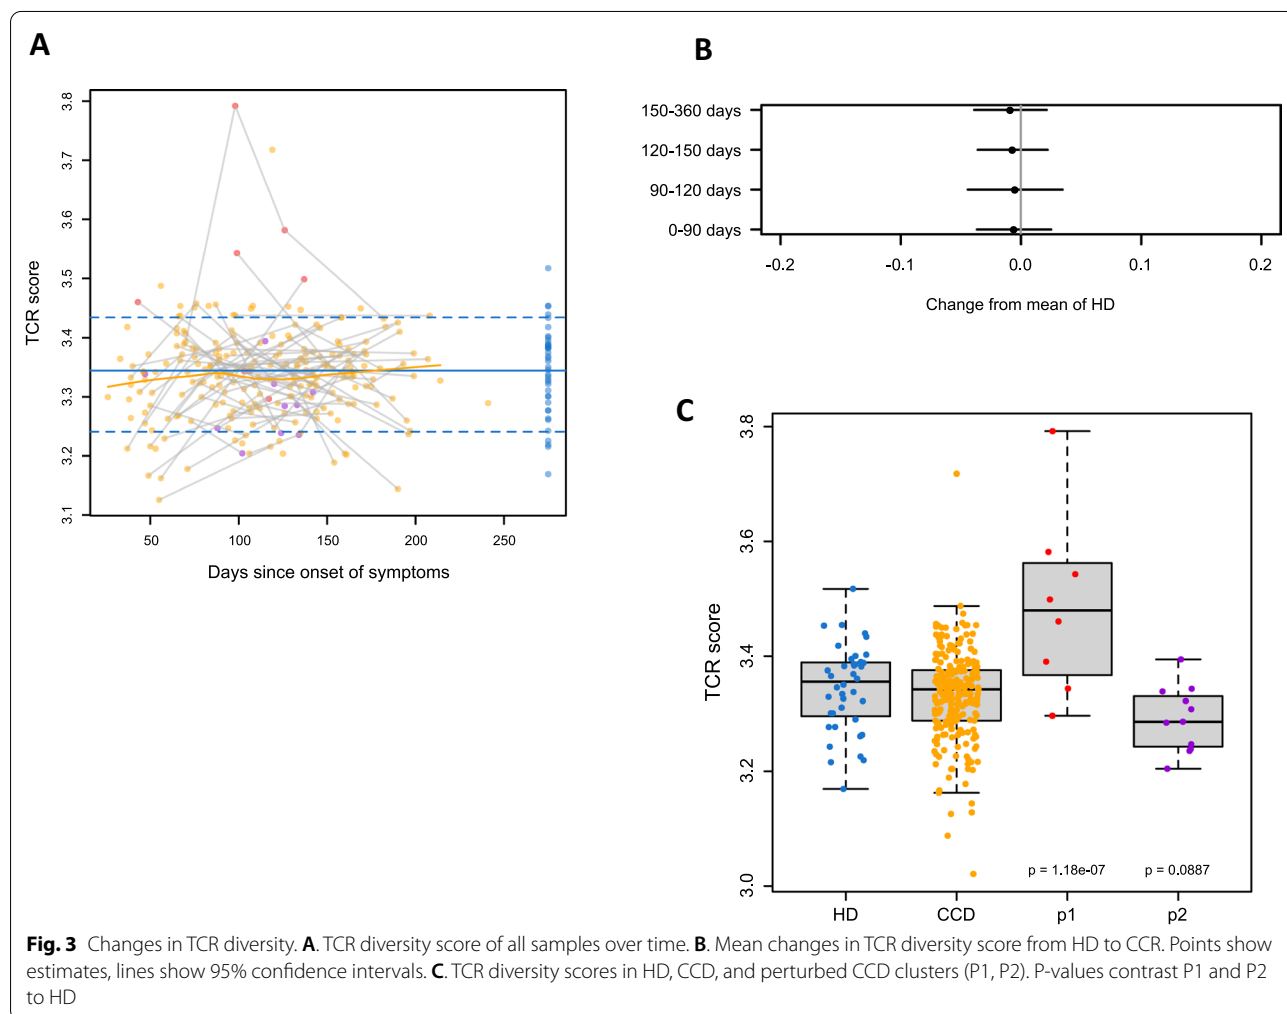 A
3.8
3.7
3.6
3.5
3.4
3.3
3.2
3.1
TCR score
50 100 150 200 250
Days since onset of symptoms
B
150-360 days
120-150 days
90-120 days
0-90 days
-0.2 -0.1 0.0 0.1 0.2
Change from mean of HD
C
3.8
3.6
3.4
3.2
3.0
TCR score
p = 1.18e-07 p = 0.0887
HD CCD p1 p2
Fig. 3 Changes in TCR diversity. A. TCR diversity score of all samples over time. B. Mean changes in TCR diversity score from HD to CCR. Points show
estimates, lines show 95% confidence intervals. C. TCR diversity scores in HD, CCD, and perturbed CCD clusters (P1, P2). P-values contrast P1 and P2
to HD